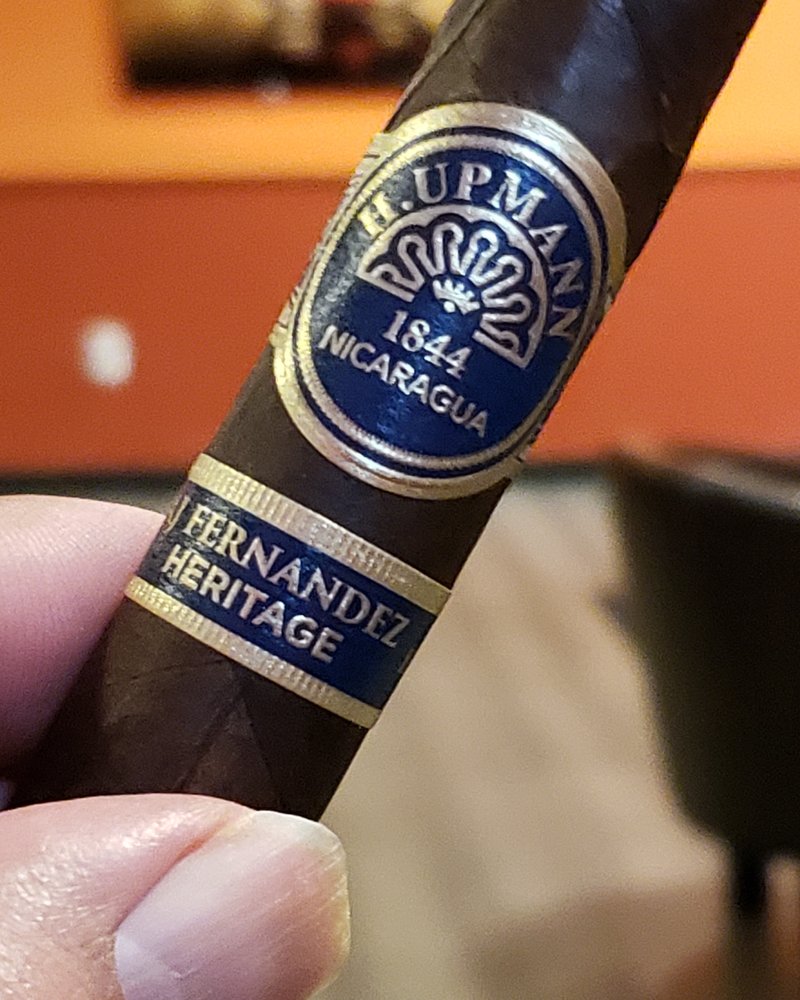 H.UPMANN
1844
NICARAGUA
J FERNANDEZ
HERITAGE